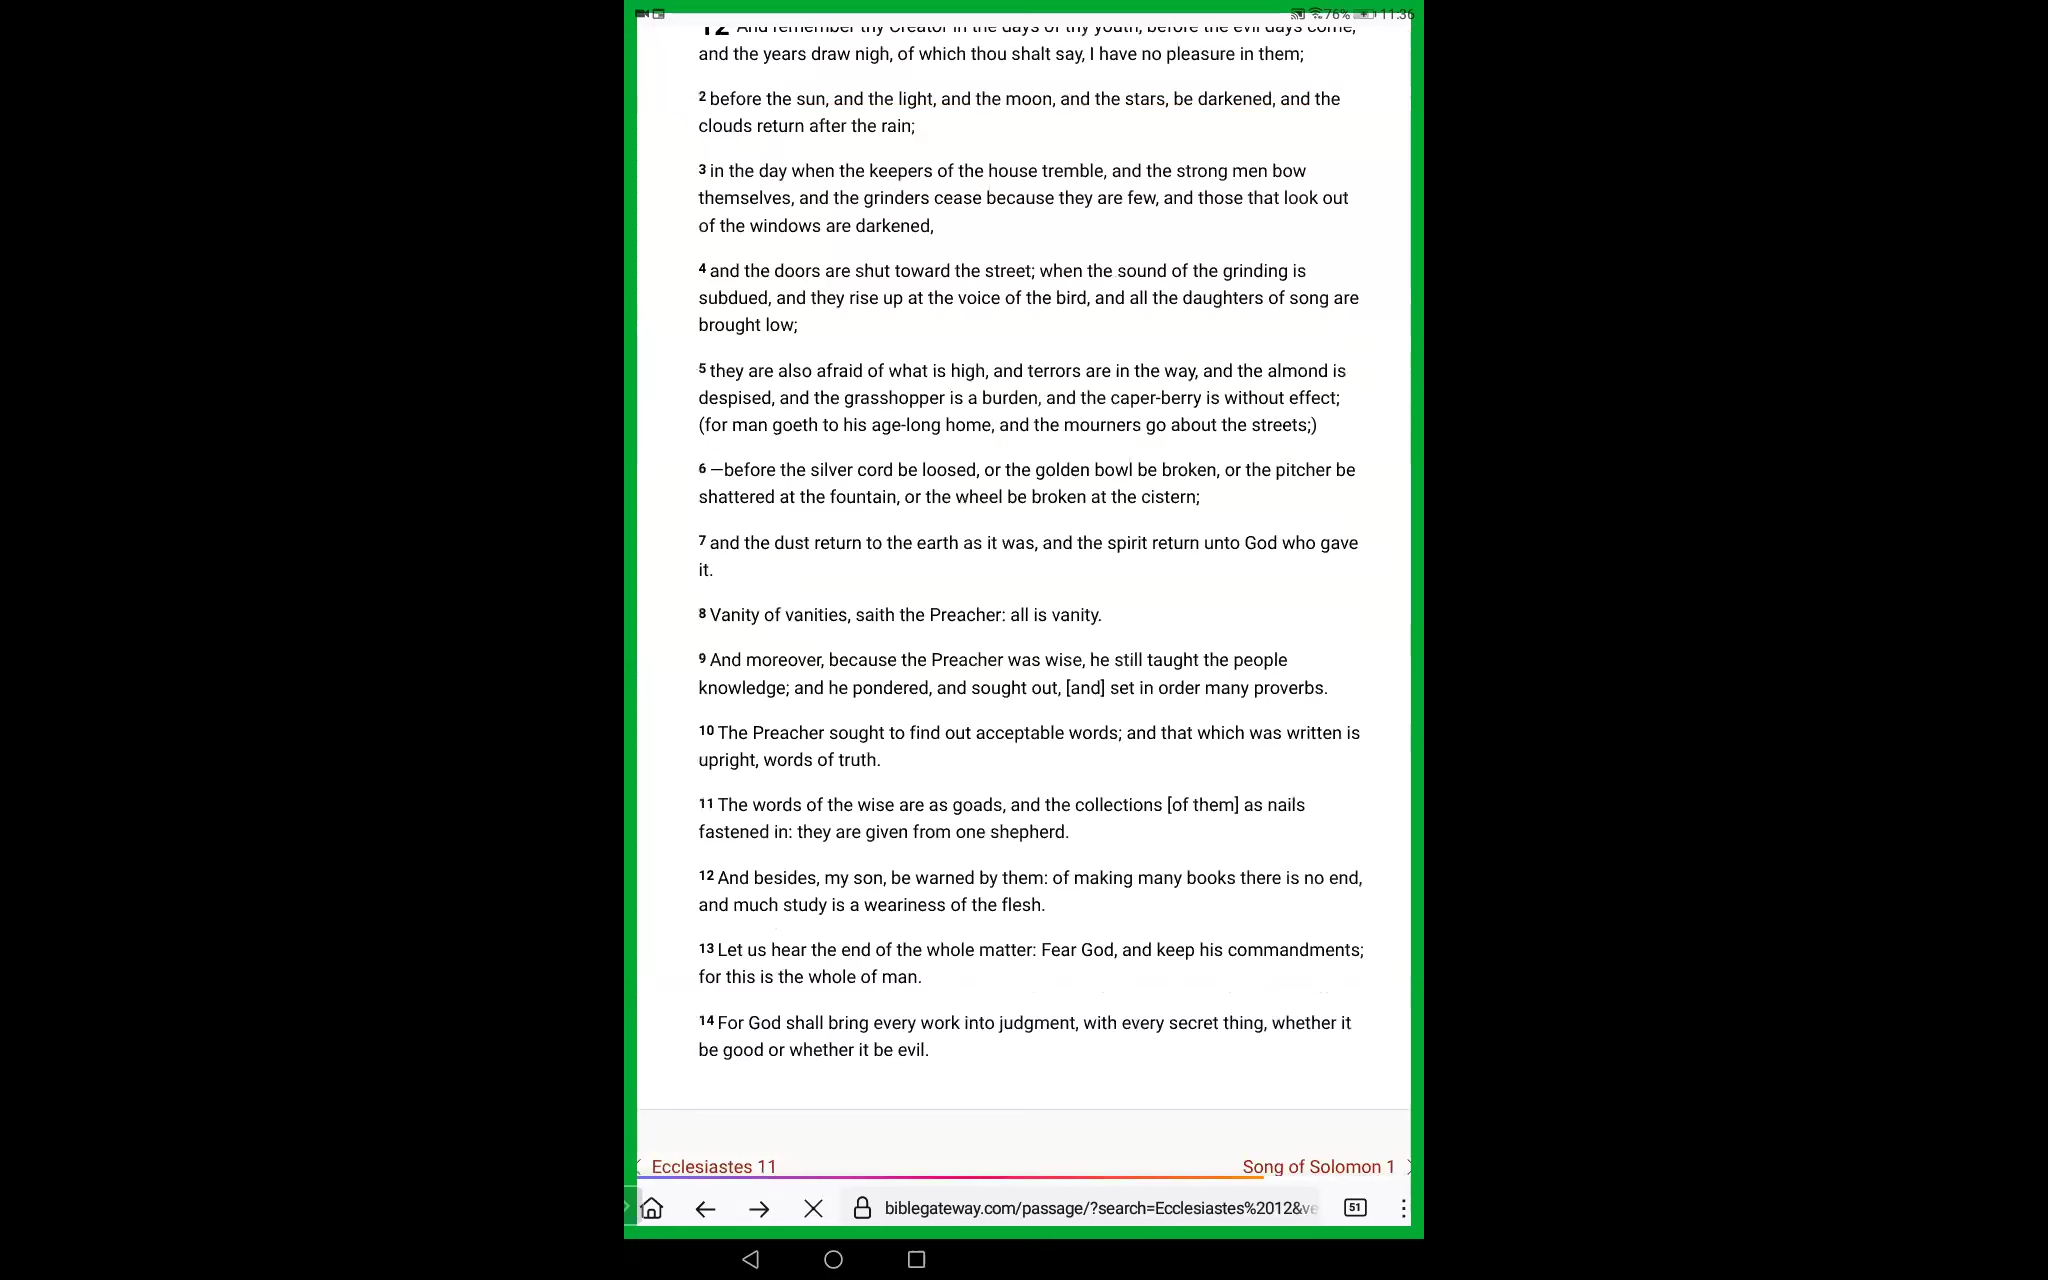 76% 11:36
12 And remember thy Creator in the days of thy youth, before the evil days come,
and the years draw nigh, of which thou shalt say, I have no pleasure in them;
2 before the sun, and the light, and the moon, and the stars, be darkened, and the
clouds return after the rain;
3 in the day when the keepers of the house tremble, and the strong men bow
themselves, and the grinders cease because they are few, and those that look out
of the windows are darkened,
4 and the doors are shut toward the street; when the sound of the grinding is
subdued, and they rise up at the voice of the bird, and all the daughters of song are
brought low;
5 they are also afraid of what is high, and terrors are in the way, and the almond is
despised, and the grasshopper is a burden, and the caper-berry is without effect;
(for man goeth to his age-long home, and the mourners go about the streets;)
6 —before the silver cord be loosed, or the golden bowl be broken, or the pitcher be
shattered at the fountain, or the wheel be broken at the cistern;
7 and the dust return to the earth as it was, and the spirit return unto God who gave
it.
8 Vanity of vanities, saith the Preacher: all is vanity.
9 And moreover, because the Preacher was wise, he still taught the people
knowledge; and he pondered, and sought out, [and] set in order many proverbs.
10 The Preacher sought to find out acceptable words; and that which was written is
upright, words of truth.
11 The words of the wise are as goads, and the collections [of them] as nails
fastened in: they are given from one shepherd.
12 And besides, my son, be warned by them: of making many books there is no end,
and much study is a weariness of the flesh.
13 Let us hear the end of the whole matter: Fear God, and keep his commandments;
for this is the whole of man.
14 For God shall bring every work into judgment, with every secret thing, whether it
be good or whether it be evil.
Ecclesiastes 11
Song of Solomon 1
biblegateway.com/passage/?search=Ecclesiastes%2012&ve
51